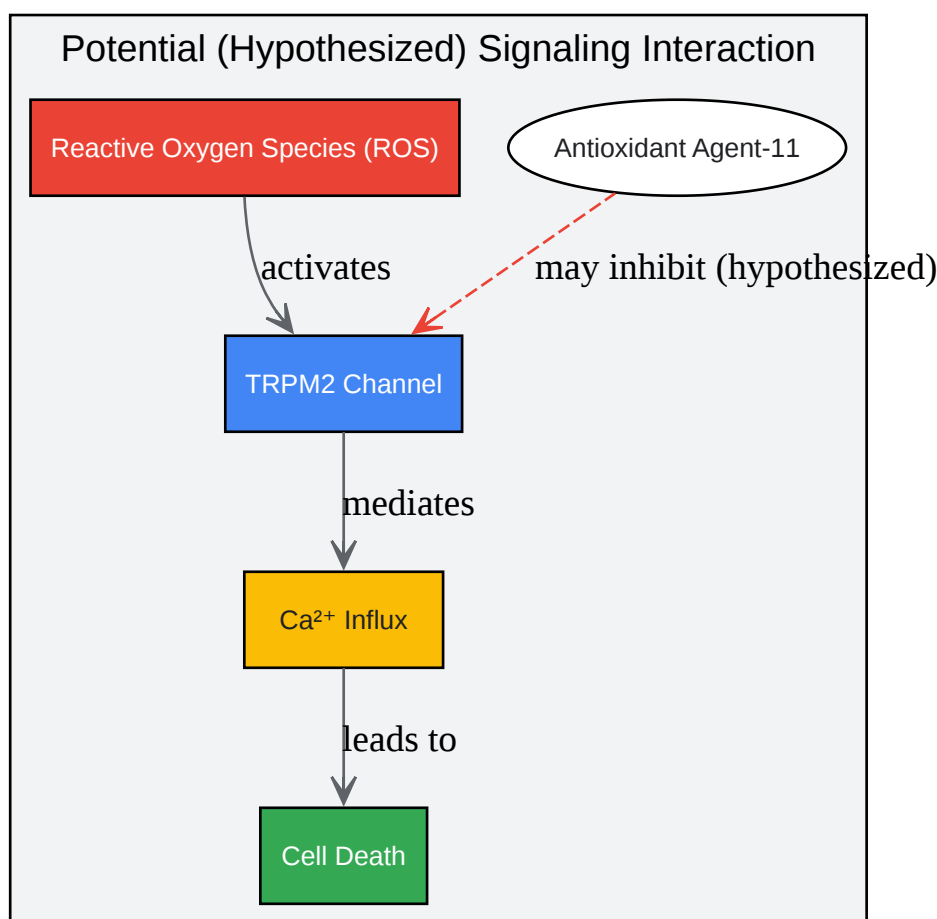 Potential (Hypothesized) Signaling Interaction
Reactive Oxygen Species (ROS)
Antioxidant Agent-11
activates
may inhibit (hypothesized)
TRPM2 Channel
mediates
Ca²⁺ Influx
leads to
Cell Death